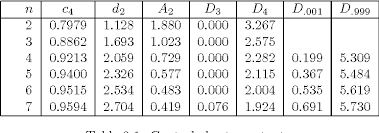 n c₄ d₂ A₂ D₃ D₄ D.₀₀₁ D.₉₉₉
2 0.7979 1.128 1.880 0.000 3.267
3 0.8862 1.693 1.023 0.000 2.575
4 0.9213 2.059 0.729 0.000 2.282 0.199 5.309
5 0.9400 2.326 0.577 0.000 2.115 0.367 5.484
6 0.9515 2.534 0.483 0.000 2.004 0.535 5.619
7 0.9594 2.704 0.419 0.076 1.924 0.691 5.730